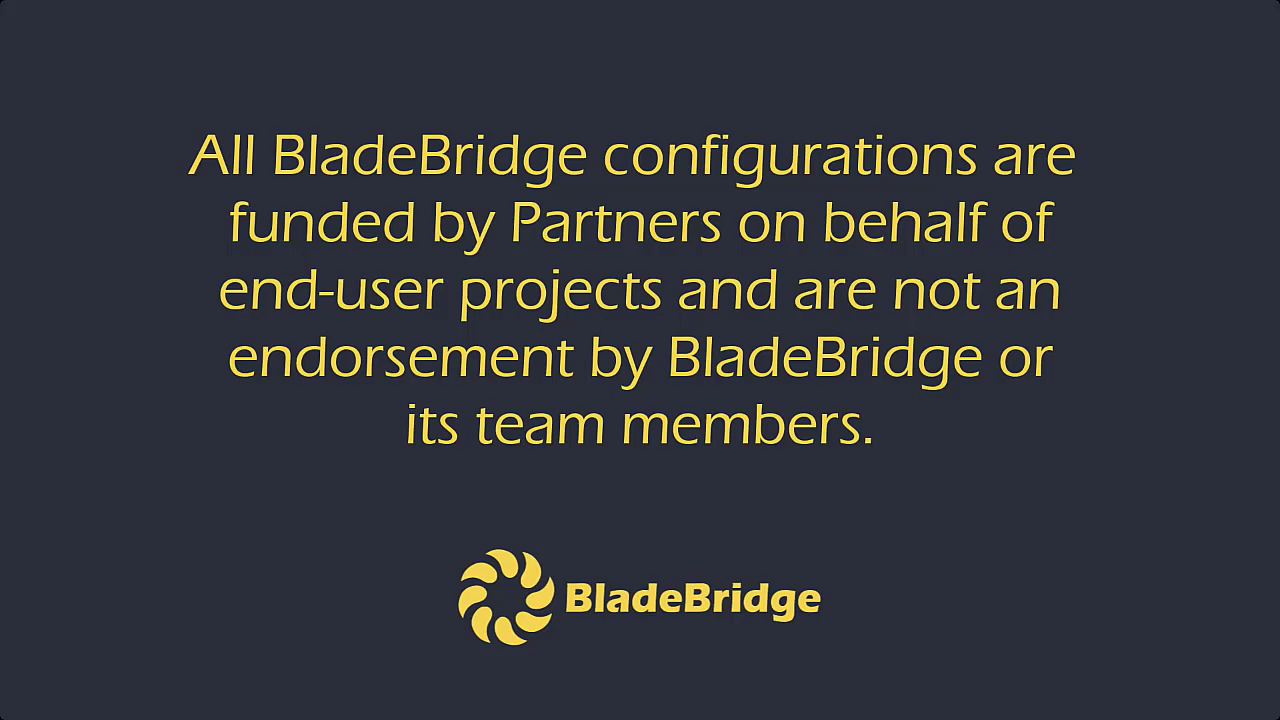 All BladeBridge configurations are
funded by Partners on behalf of
end-user projects and are not an
endorsement by BladeBridge or
its team members.
BladeBridge